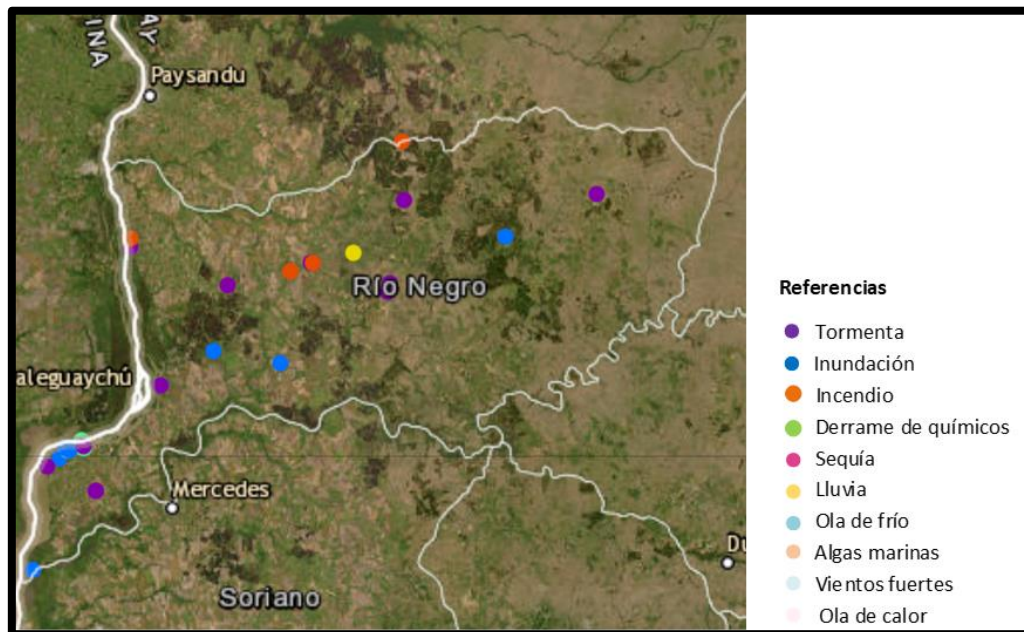 INA
AY
Paysandu
Río Negro
aleguaychú
Mercedes
Du
Soriano
Referencias
Tormenta
Inundación
Incendio
Derrame de químicos
Sequía
Lluvia
Ola de frío
Algas marinas
Vientos fuertes
Ola de calor